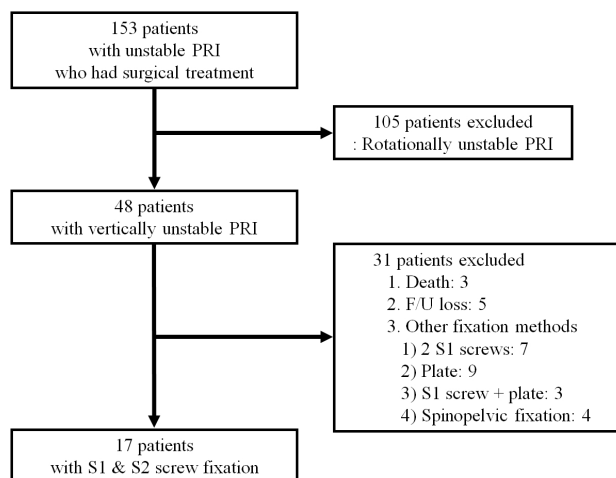 153 patients
with unstable PRI
who had surgical treatment
105 patients excluded
: Rotationally unstable PRI
48 patients
with vertically unstable PRI
31 patients excluded
1. Death: 3
2. F/U loss: 5
3. Other fixation methods
1) 2 S1 screws: 7
2) Plate: 9
3) S1 screw + plate: 3
4) Spinopelvic fixation: 4
17 patients
with S1 & S2 screw fixation